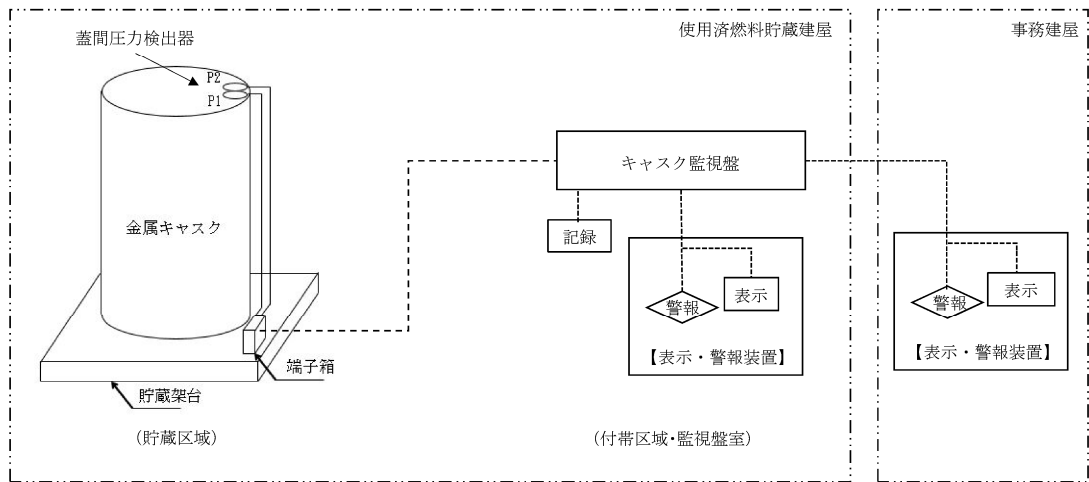 使用済燃料貯蔵建屋
事務建屋
蓋間圧力検出器
P2
P1
キャスク監視盤
金属キャスク
記録
警報
表示
【表示・警報装置】
警報
表示
【表示・警報装置】
端子箱
貯蔵架台
（貯蔵区域）
（付帯区域・監視盤室）